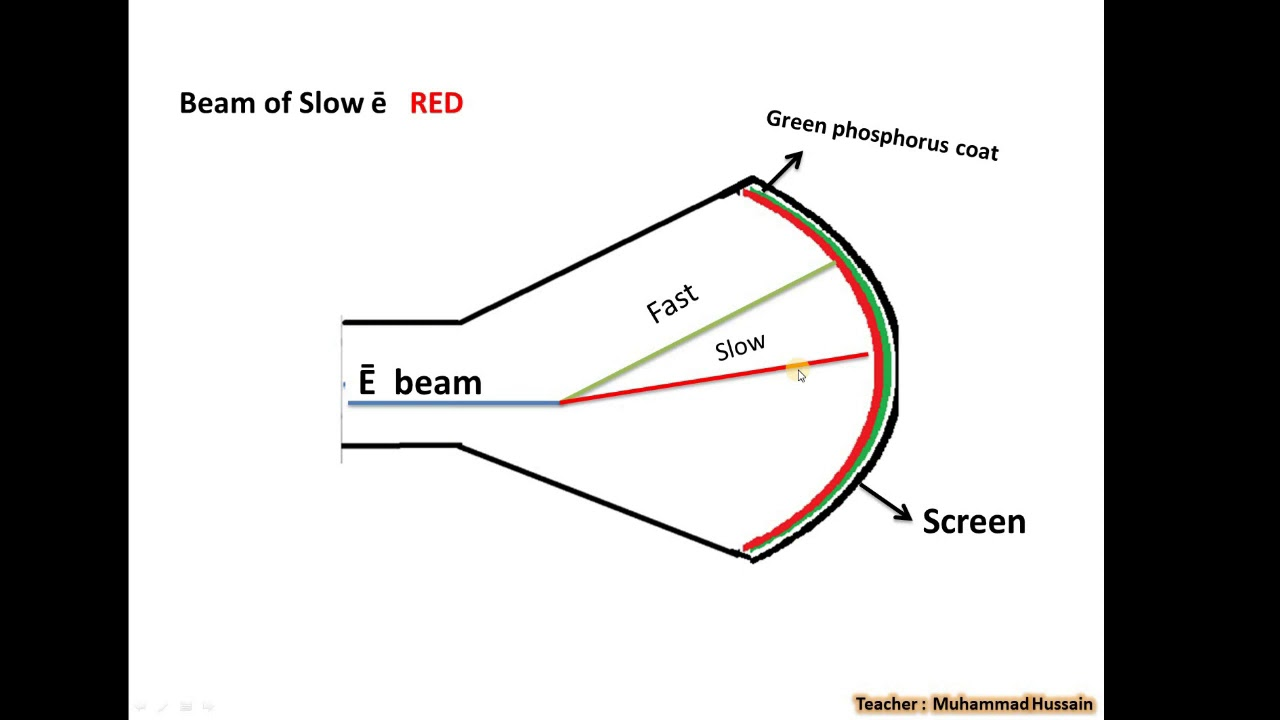 Beam of Slow ē RED
Green phosphorus coat
Fast
Slow
Ē beam
Screen
Teacher : Muhammad Hussain